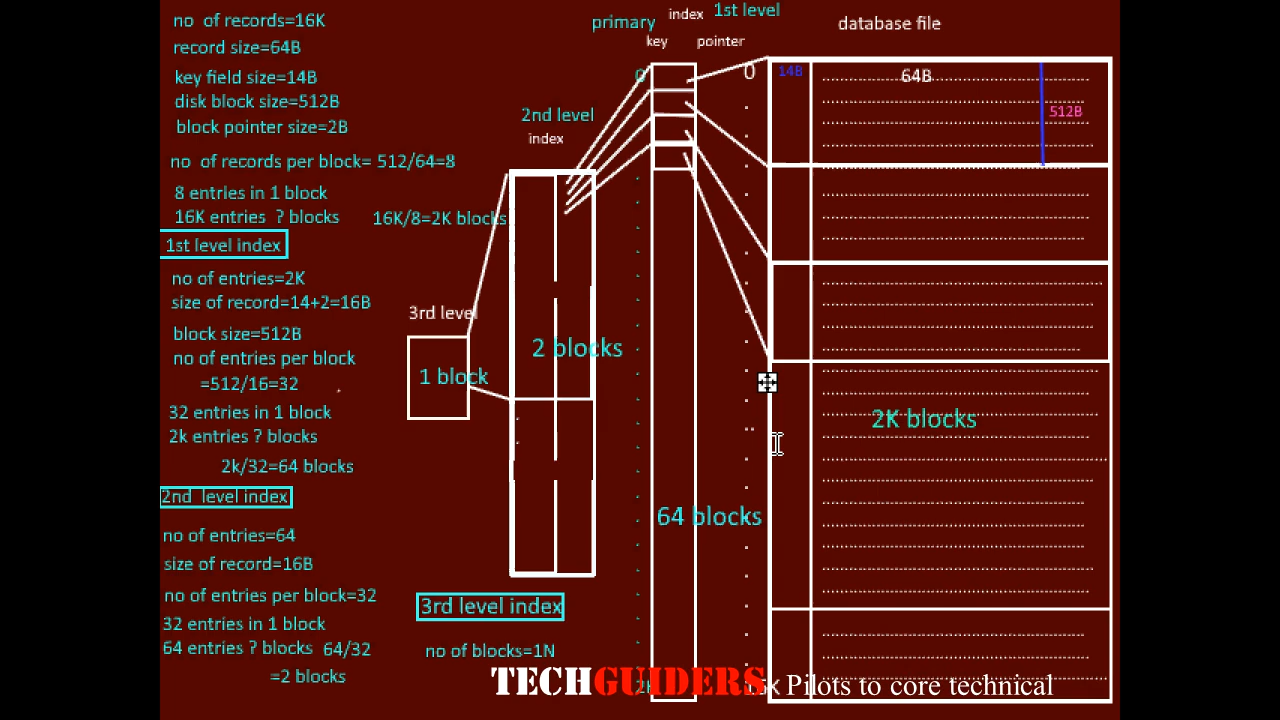 no of records=16K
record size=64B
key field size=14B
disk block size=512B
block pointer size=2B
no of records per block= 512/64=8
8 entries in 1 block
16K entries ? blocks 16K/8=2K blocks
1st level index
no of entries=2K
size of record=14+2=16B
block size=512B
no of entries per block
=512/16=32
32 entries in 1 block
2k entries ? blocks
2k/32=64 blocks
2nd level index
no of entries=64
size of record=16B
no of entries per block=32
32 entries in 1 block
64 entries ? blocks 64/32
=2 blocks
3rd level
1 block
2nd level
index
2 blocks
3rd level index
no of blocks=1N
primary index 1st level
key pointer
0
64 blocks
2K
database file
0
14B
64B
512B
2K blocks
TECHGUIDERS
Pilots to core technical